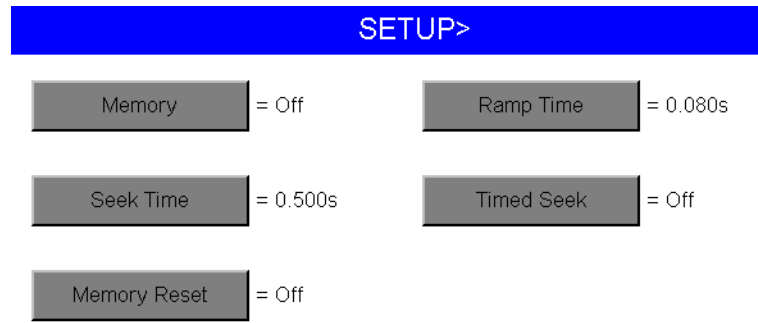 SETUP>
Memory = Off Ramp Time = 0.080s
Seek Time = 0.500s Timed Seek = Off
Memory Reset = Off